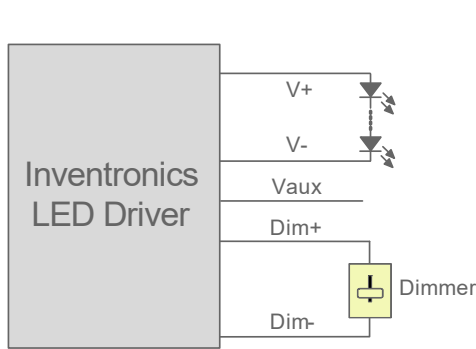 V+
V-
Inventronics
LED Driver
Vaux
Dim+
Dimmer
Dim-